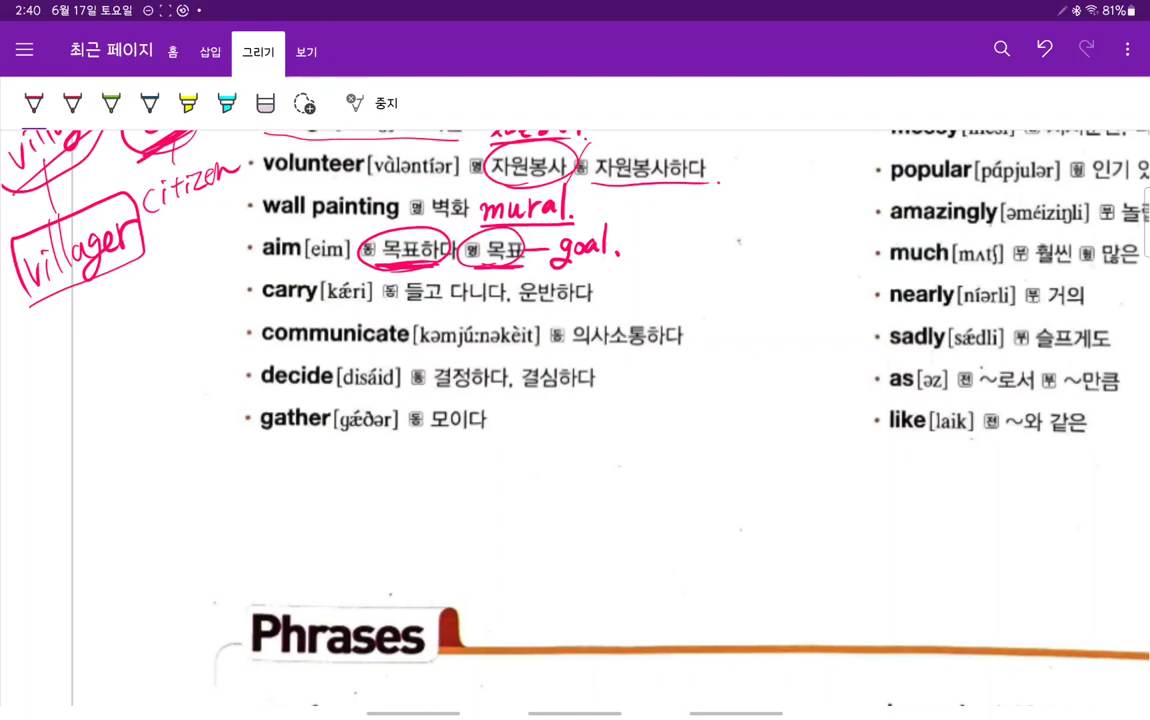 2:40 6월 17일 토요일 81%
최근 페이지 홈 삽입 그리기 보기
중지
volunteer[vàləntíər] 명 자원봉사 동 자원봉사하다
citizen
villager
wall painting 명 벽화 mural.
aim[eim] 동 목표하다 명 목표 goal.
carry[kǽri] 동 들고 다니다, 운반하다
communicate[kəmjúːnəkèit] 동 의사소통하다
decide[disáid] 동 결정하다, 결심하다
gather[gǽðər] 동 모이다
popular[pápjulər] 형 인기 있
amazingly[əméiziŋli] 부 놀랍
much[mʌtʃ] 부 훨씬 형 많은
nearly[níərli] 부 거의
sadly[sǽdli] 부 슬프게도
as[əz] 전 ~로서 부 ~만큼
like[laik] 전 ~와 같은
Phrases